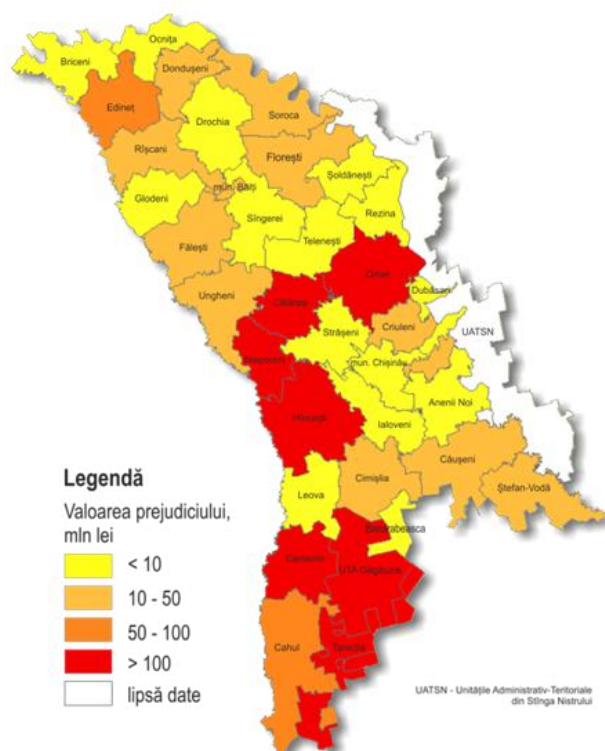 Ocnița
Briceni
Dondușeni
Edineț
Soroca
Drochia
Florești
Rîșcani
Șoldănești
mun. Bălți
Glodeni
Rezina
Sîngerei
Telenești
Fălești
Orhei
Dubăsari
Ungheni
Călărași
Criuleni
Strășeni
UATSN
mun. Chișinău
Nisporeni
Anenii Noi
Hîncești
Ialoveni
Căușeni
Legendă
Cimișlia
Ștefan-Vodă
Leova
Valoarea prejudiciului,
mln lei
Basarabeasca
< 10
Cantemir
UTA Găgăuzia
10 - 50
50 - 100
Cahul
Taraclia
> 100
lipsă date
UATSN - Unitățile Administrativ-Teritoriale
din Stînga Nistrului